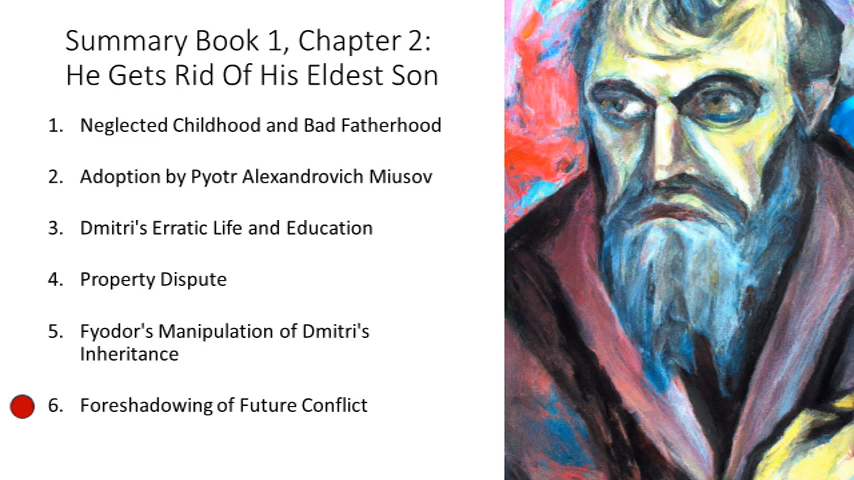 Summary Book 1, Chapter 2:
He Gets Rid Of His Eldest Son
1. Neglected Childhood and Bad Fatherhood
2. Adoption by Pyotr Alexandrovich Miusov
3. Dmitri's Erratic Life and Education
4. Property Dispute
5. Fyodor's Manipulation of Dmitri's
Inheritance
6. Foreshadowing of Future Conflict